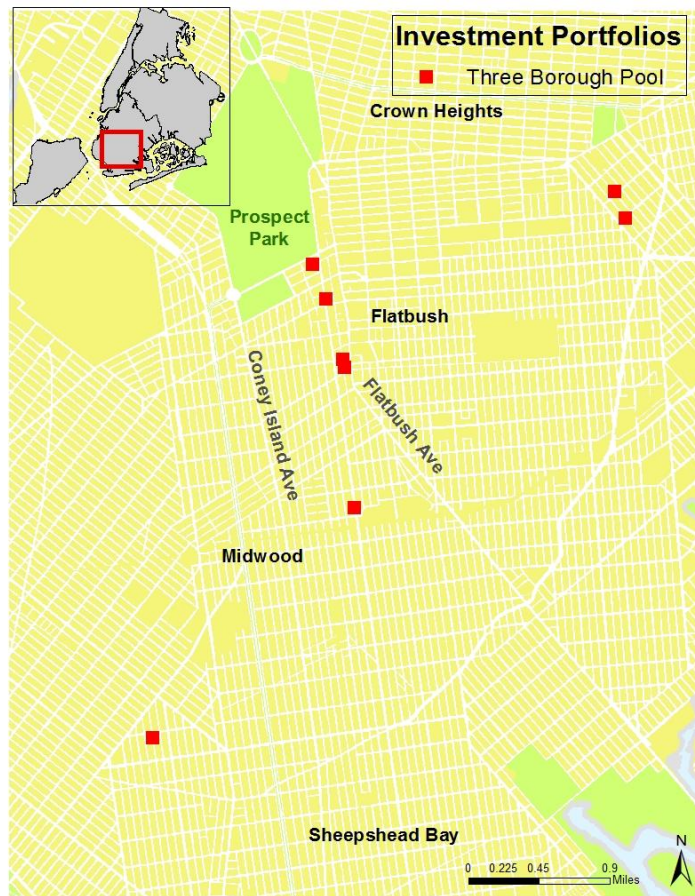 Investment Portfolios
Three Borough Pool
Crown Heights
Prospect
Park
Flatbush
Coney Island Ave
Flatbush Ave
Midwood
Sheepshead Bay
N
0 0.225 0.45 0.9
Miles